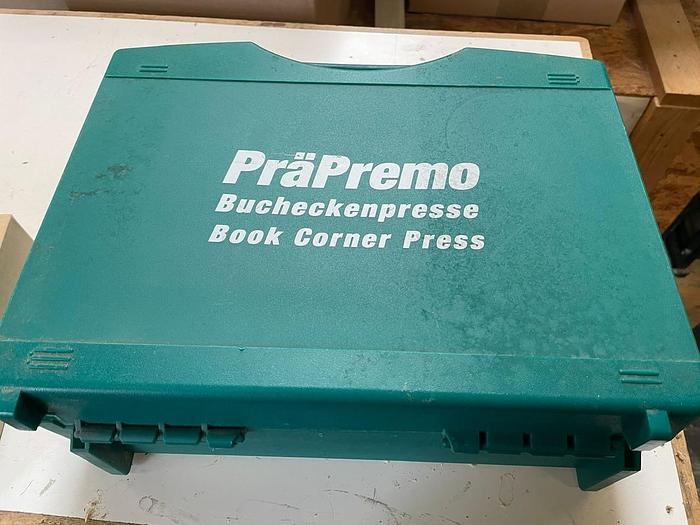 PräPremo
Bucheckenpresse
Book Corner Press